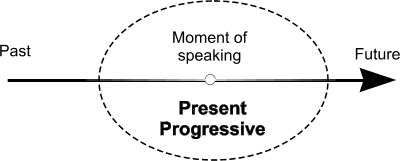 Past
Moment of
speaking
Future
Present
Progressive